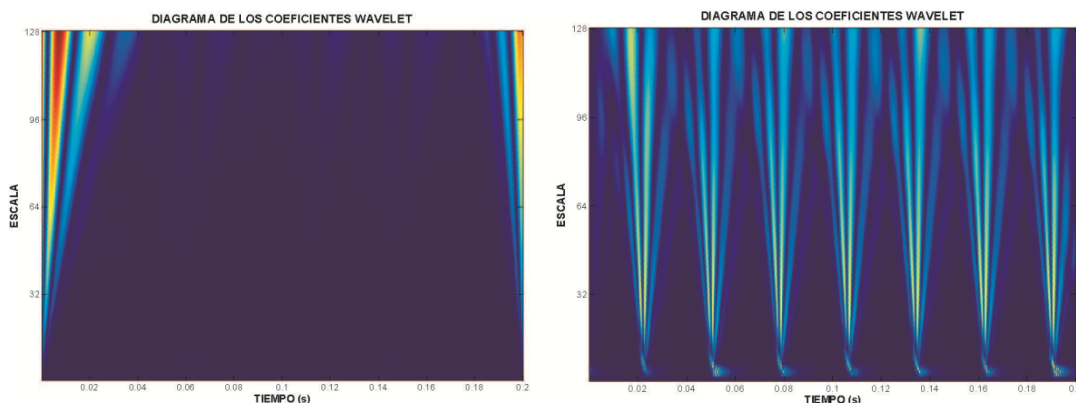 DIAGRAMA DE LOS COEFICIENTES WAVELET
128
96
64
32
ESCALA
0.02 0.04 0.06 0.08 0.1 0.12 0.14 0.16 0.18 0.2
TIEMPO (s)
DIAGRAMA DE LOS COEFICIENTES WAVELET
128
96
64
32
ESCALA
0.02 0.04 0.06 0.08 0.1 0.12 0.14 0.16 0.18
TIEMPO (s)